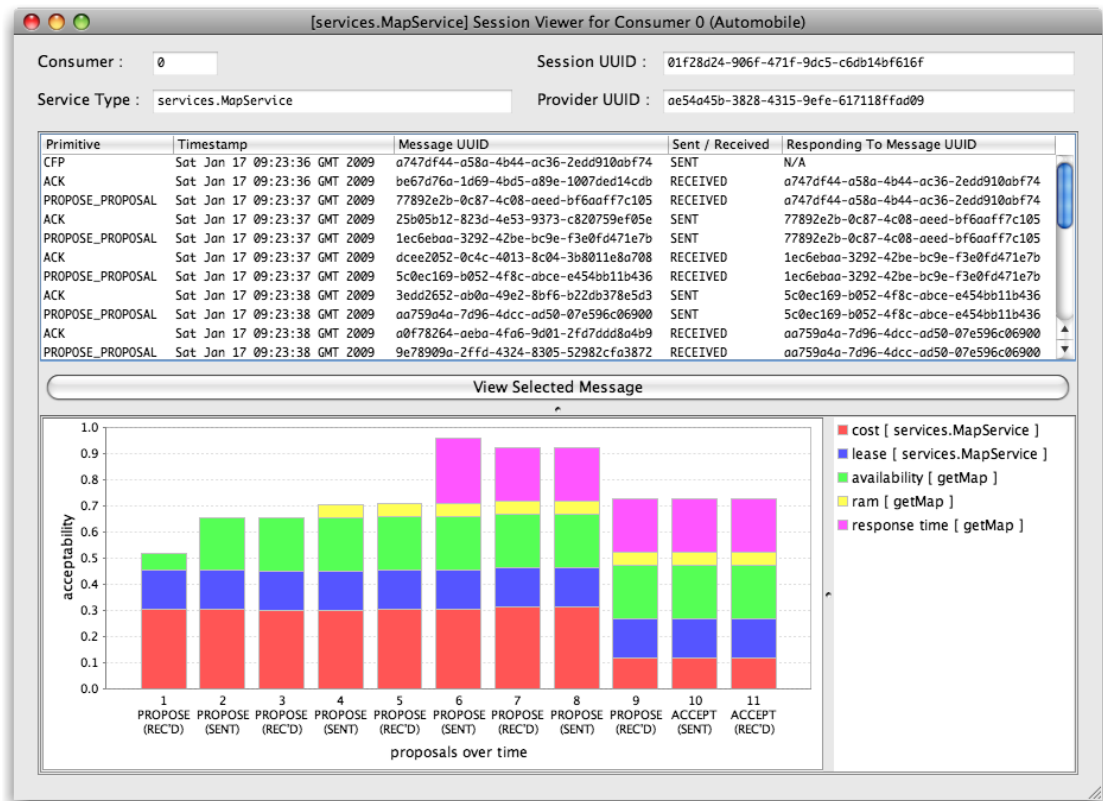 [services.MapService] Session Viewer for Consumer 0 (Automobile)
Consumer : 0 Session UUID : 01f28d24-906f-471f-9dc5-c6db14bf616f
Service Type : services.MapService Provider UUID : ae54a45b-3828-4315-9efe-617118ffad09
Primitive Timestamp Message UUID Sent / Received Responding To Message UUID
CFP Sat Jan 17 09:23:36 GMT 2009 a747df44-a58a-4b44-ac36-2edd910abf74 SENT N/A
ACK Sat Jan 17 09:23:36 GMT 2009 be67d76a-1d69-4bd5-a89e-1007ded14cdb RECEIVED a747df44-a58a-4b44-ac36-2edd910abf74
PROPOSE_PROPOSAL Sat Jan 17 09:23:37 GMT 2009 77892e2b-0c87-4c08-aeed-bf6aaff7c105 RECEIVED a747df44-a58a-4b44-ac36-2edd910abf74
ACK Sat Jan 17 09:23:37 GMT 2009 25b05b12-823d-4e53-9373-c820759ef05e SENT 77892e2b-0c87-4c08-aeed-bf6aaff7c105
PROPOSE_PROPOSAL Sat Jan 17 09:23:37 GMT 2009 1ec6ebaa-3292-42be-bc9e-f3e0fd471e7b SENT 77892e2b-0c87-4c08-aeed-bf6aaff7c105
ACK Sat Jan 17 09:23:37 GMT 2009 dcee2052-0c4c-4013-8c04-3b8011e8a708 RECEIVED 1ec6ebaa-3292-42be-bc9e-f3e0fd471e7b
PROPOSE_PROPOSAL Sat Jan 17 09:23:37 GMT 2009 5c0ec169-b052-4f8c-abce-e454bb11b436 RECEIVED 1ec6ebaa-3292-42be-bc9e-f3e0fd471e7b
ACK Sat Jan 17 09:23:38 GMT 2009 3edd2652-ab0a-49e2-8bf6-b22db378e5d3 SENT 5c0ec169-b052-4f8c-abce-e454bb11b436
PROPOSE_PROPOSAL Sat Jan 17 09:23:38 GMT 2009 aa759a4a-7d96-4dcc-ad50-07e596c06900 SENT 5c0ec169-b052-4f8c-abce-e454bb11b436
ACK Sat Jan 17 09:23:38 GMT 2009 a0f78264-aeba-4fa6-9d01-2fd7ddd8a4b9 RECEIVED aa759a4a-7d96-4dcc-ad50-07e596c06900
PROPOSE_PROPOSAL Sat Jan 17 09:23:38 GMT 2009 9e78909a-2ffd-4324-8305-52982cfa3872 RECEIVED aa759a4a-7d96-4dcc-ad50-07e596c06900
View Selected Message
1.0
0.9
0.8
0.7
0.6
0.5
0.4
0.3
0.2
0.1
0.0
acceptability
1 2 3 4 5 6 7 8 9 10 11
PROPOSE PROPOSE PROPOSE PROPOSE PROPOSE PROPOSE PROPOSE PROPOSE PROPOSE ACCEPT ACCEPT
(REC'D) (SENT) (REC'D) (SENT) (REC'D) (SENT) (REC'D) (SENT) (REC'D) (SENT) (REC'D)
proposals over time
cost [ services.MapService ]
lease [ services.MapService ]
availability [ getMap ]
ram [ getMap ]
response time [ getMap ]